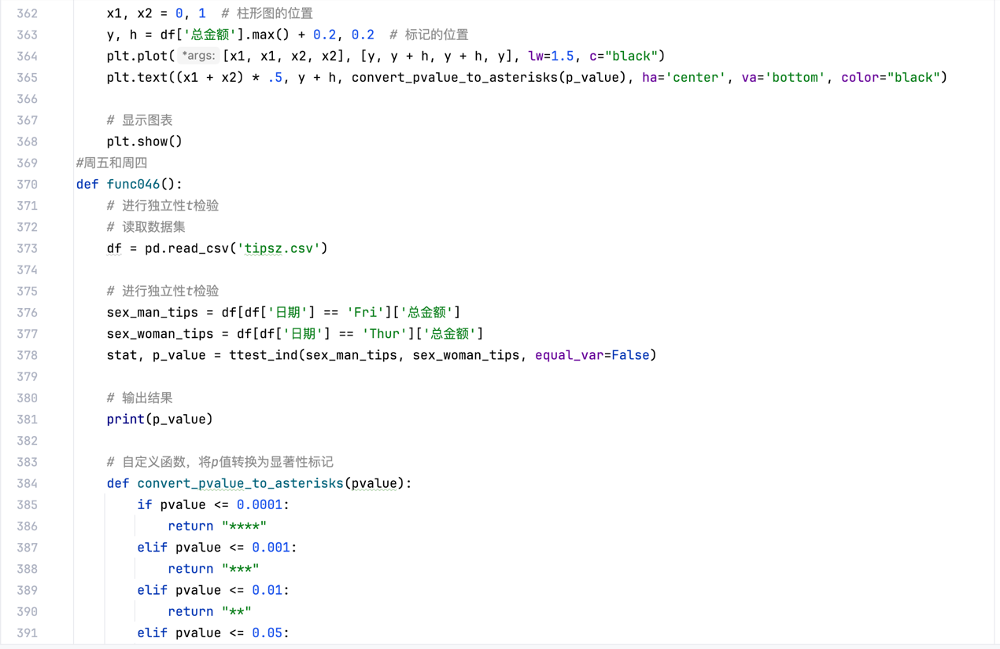 362 x1, x2 = 0, 1  # 柱形图的位置
363 y, h = df['总金额'].max() + 0.2, 0.2  # 标记的位置
364 plt.plot( *args: [x1, x1, x2, x2], [y, y + h, y + h, y], lw=1.5, c="black")
365 plt.text((x1 + x2) * .5, y + h, convert_pvalue_to_asterisks(p_value), ha='center', va='bottom', color="black")
366
367 # 显示图表
368 plt.show()
369 #周五和周四
370 def func046():
371 # 进行独立性t检验
372 # 读取数据集
373 df = pd.read_csv('tipsz.csv')
374
375 # 进行独立性t检验
376 sex_man_tips = df[df['日期'] == 'Fri']['总金额']
377 sex_woman_tips = df[df['日期'] == 'Thur']['总金额']
378 stat, p_value = ttest_ind(sex_man_tips, sex_woman_tips, equal_var=False)
379
380 # 输出结果
381 print(p_value)
382
383 # 自定义函数，将p值转换为显著性标记
384 def convert_pvalue_to_asterisks(pvalue):
385 if pvalue <= 0.0001:
386 return "****"
387 elif pvalue <= 0.001:
388 return "***"
389 elif pvalue <= 0.01:
390 return "**"
391 elif pvalue <= 0.05: